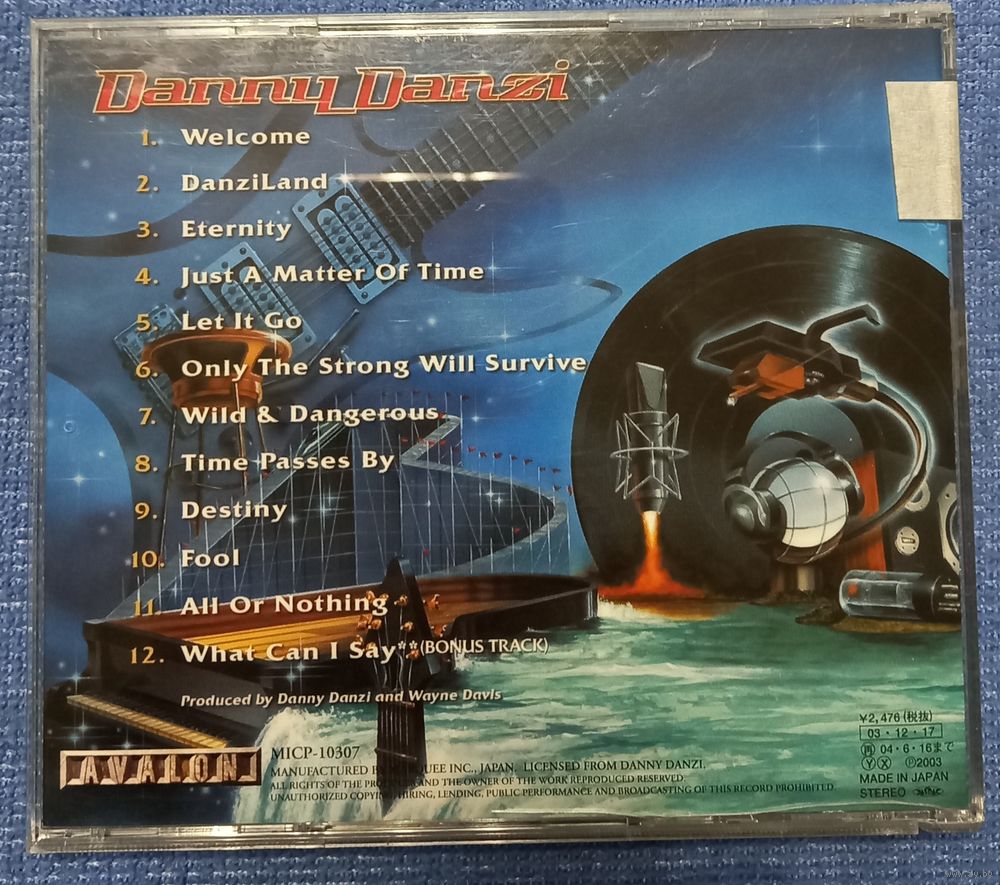 Danny Danzi
1. Welcome
2. DanziLand
3. Eternity
4. Just A Matter Of Time
5. Let It Go
6. Only The Strong Will Survive
7. Wild & Dangerous
8. Time Passes By
9. Destiny
10. Fool
11. All Or Nothing
12. What Can I Say**(BONUS TRACK)
Produced by Danny Danzi and Wayne Davis
AVALON
MICP-10307
MANUFACTURED BY MARQUEE INC., JAPAN. LICENSED FROM DANNY DANZI.
ALL RIGHTS OF THE PRODUCER AND THE OWNER OF THE WORK REPRODUCED RESERVED.
UNAUTHORIZED COPYING, HIRING, LENDING, PUBLIC PERFORMANCE AND BROADCASTING OF THIS RECORD PROHIBITED.
¥2,476(税抜)
03・12・17
再 04・6・16まで
Ⓨ Ⓧ ℗2003
MADE IN JAPAN
STEREO